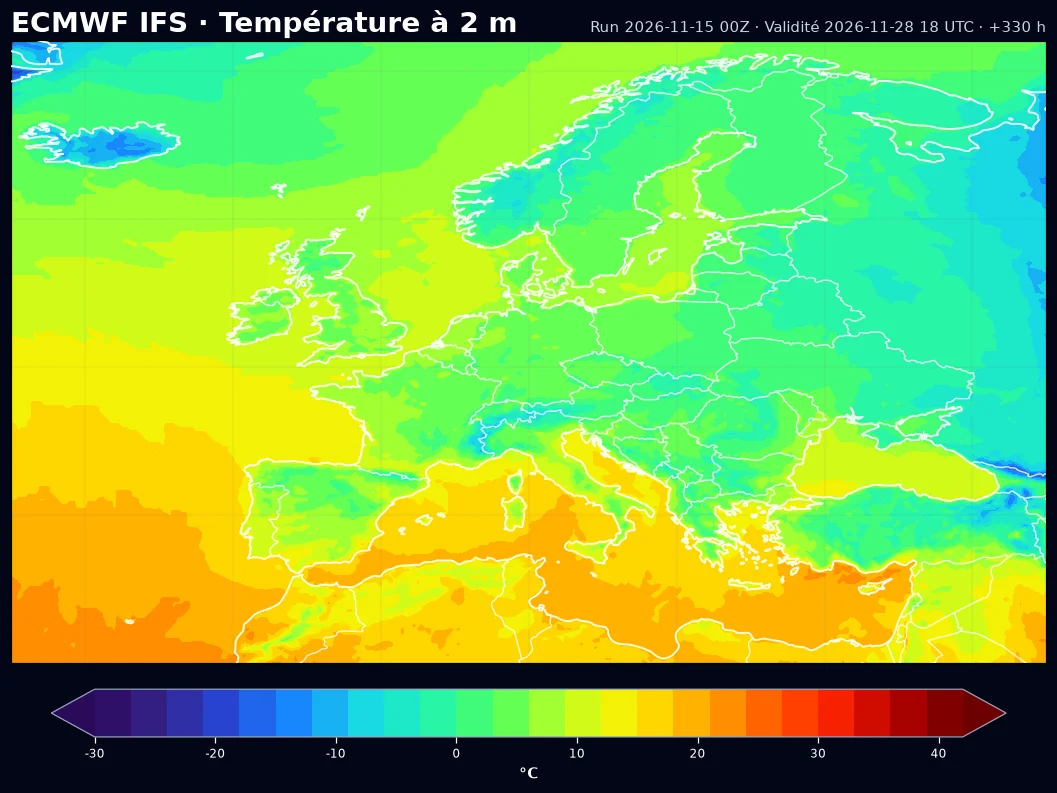 ECMWF IFS · Température à 2 m
Run 2026-11-15 00Z · Validité 2026-11-28 18 UTC · +330 h
-30 -20 -10 0 10 20 30 40
°C